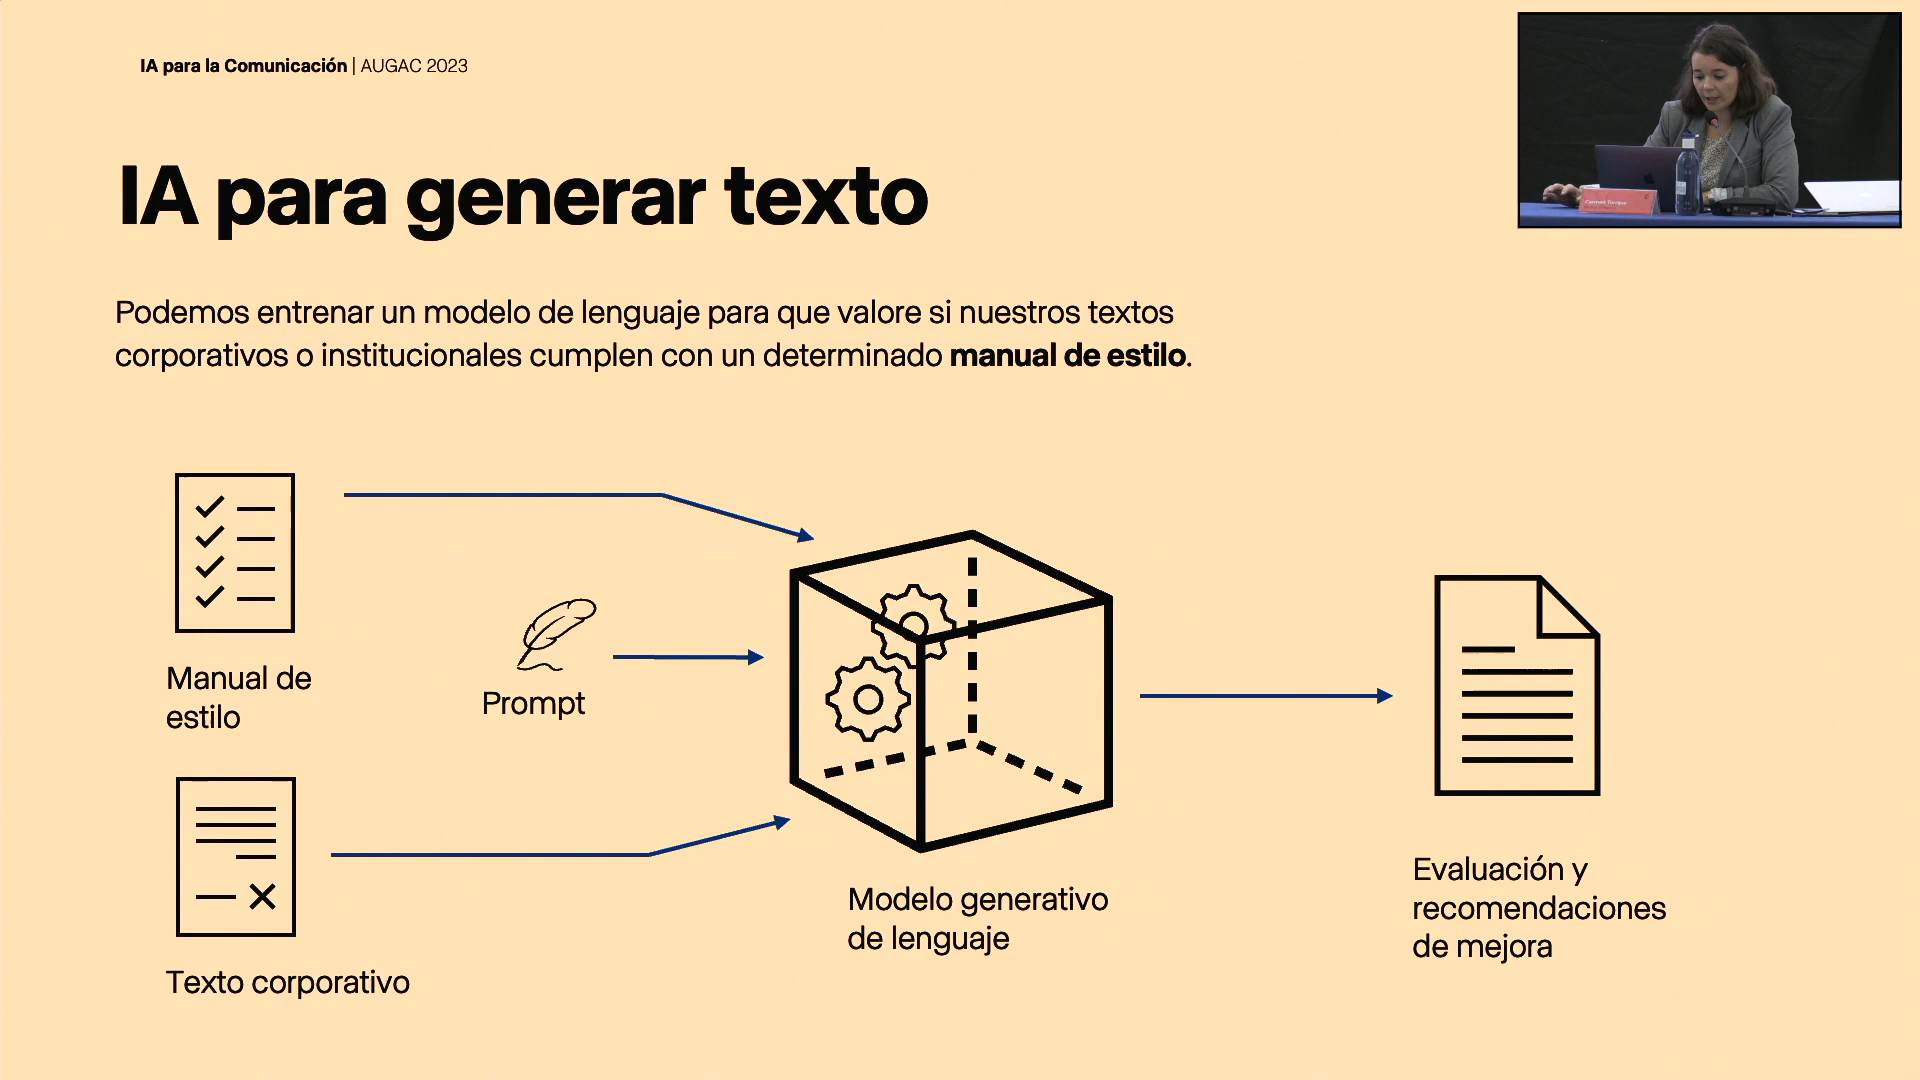 IA para la Comunicación | AUGAC 2023
IA para generar texto
Podemos entrenar un modelo de lenguaje para que valore si nuestros textos
corporativos o institucionales cumplen con un determinado manual de estilo.
Manual de
estilo
Prompt
Texto corporativo
Modelo generativo
de lenguaje
Evaluación y
recomendaciones
de mejora
Carmen Torrijos